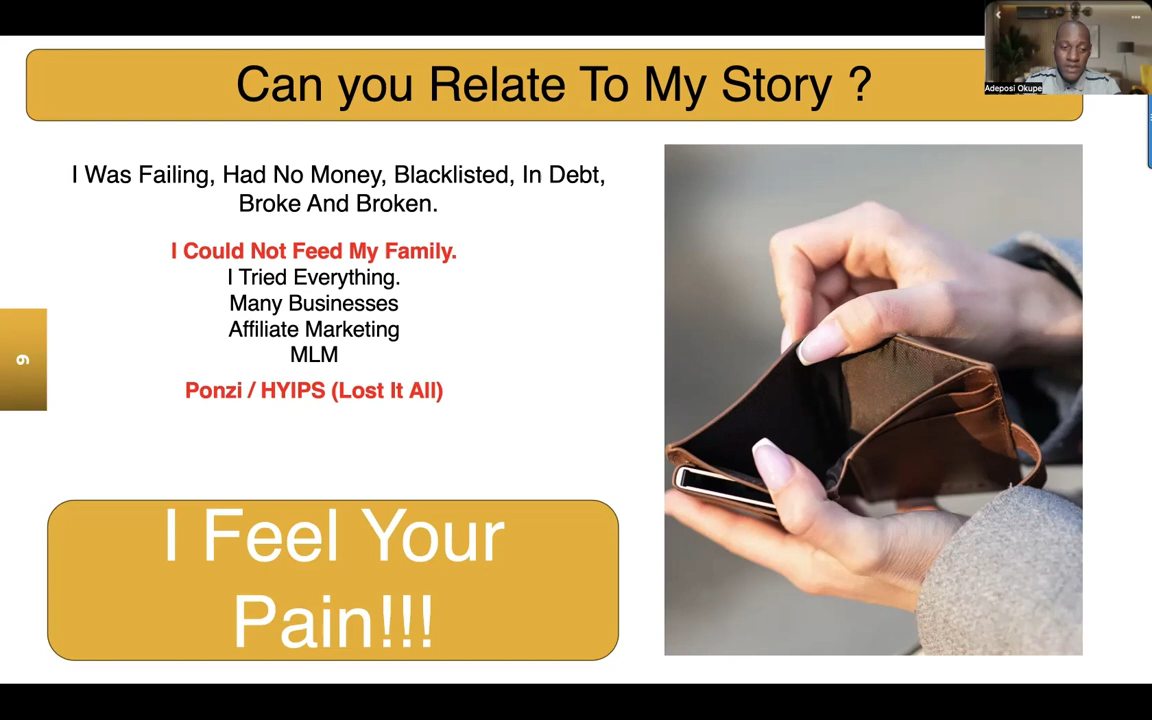 Can you Relate To My Story ?
Adeposi Okupe
I Was Failing, Had No Money, Blacklisted, In Debt,
Broke And Broken.
I Could Not Feed My Family.
I Tried Everything.
Many Businesses
Affiliate Marketing
MLM
Ponzi / HYIPS (Lost It All)
6
I Feel Your
Pain!!!